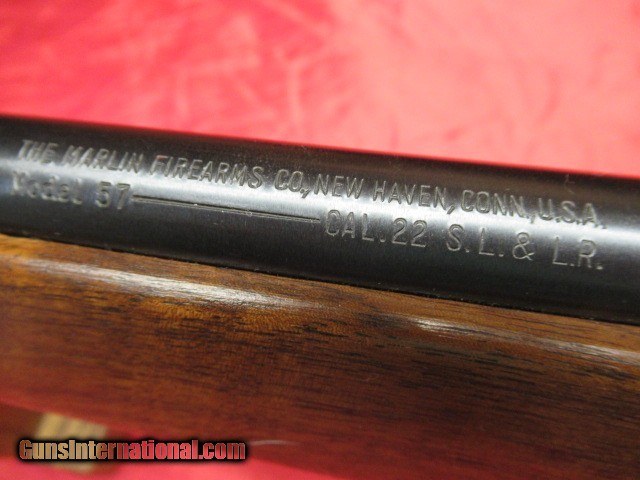 THE MARLIN FIREARMS CO., NEW HAVEN, CONN., U.S.A.
Model 57 CAL. 22 S. L. & L.R.
GunsInternational.com